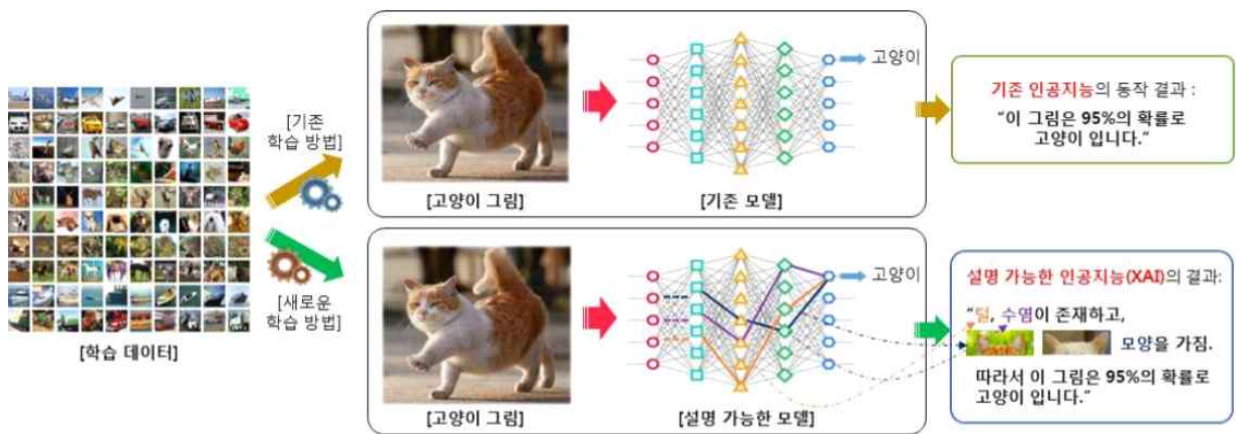 [학습 데이터]
[기존
학습 방법]
[새로운
학습 방법]
고양이
[고양이 그림]
[기존 모델]
기존 인공지능의 동작 결과 :
“이 그림은 95%의 확률로
고양이 입니다.”
고양이
[고양이 그림]
[설명 가능한 모델]
설명 가능한 인공지능(XAI)의 결과:
“털, 수염이 존재하고,
모양을 가짐.
따라서 이 그림은 95%의 확률로
고양이 입니다.”